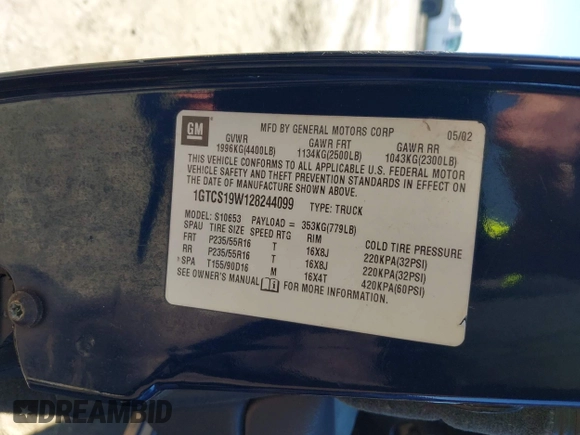 GM
MFD BY GENERAL MOTORS CORP 05/02
GVWR GAWR FRT GAWR RR
1996KG(4400LB) 1134KG(2500LB) 1043KG(2300LB)
THIS VEHICLE CONFORMS TO ALL APPLICABLE U.S. FEDERAL MOTOR
VEHICLE SAFETY AND THEFT PREVENTION STANDARDS IN EFFECT ON
THE DATE OF MANUFACTURE SHOWN ABOVE.
1GTCS19W128244099 TYPE: TRUCK
MODEL: S10653 PAYLOAD = 353KG(779LB)
SPAU TIRE SIZE SPEED RTG RIM COLD TIRE PRESSURE
FRT P235/55R16 T 16X8J 220KPA(32PSI)
RR P235/55R16 T 16X8J 220KPA(32PSI)
SPA T155/90D16 M 16X4T 420KPA(60PSI)
SEE OWNER'S MANUAL FOR MORE INFORMATION.
DREAMBID